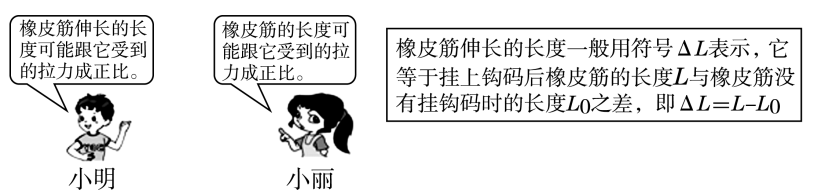 橡皮筋伸长的长
度可能跟它受到
的拉力成正比。
小明
橡皮筋的长度可
能跟它受到的拉
力成正比。
小丽
橡皮筋伸长的长度一般用符号ΔL表示，它
等于挂上钩码后橡皮筋的长度L与橡皮筋没
有挂钩码时的长度L0之差，即ΔL=L-L0